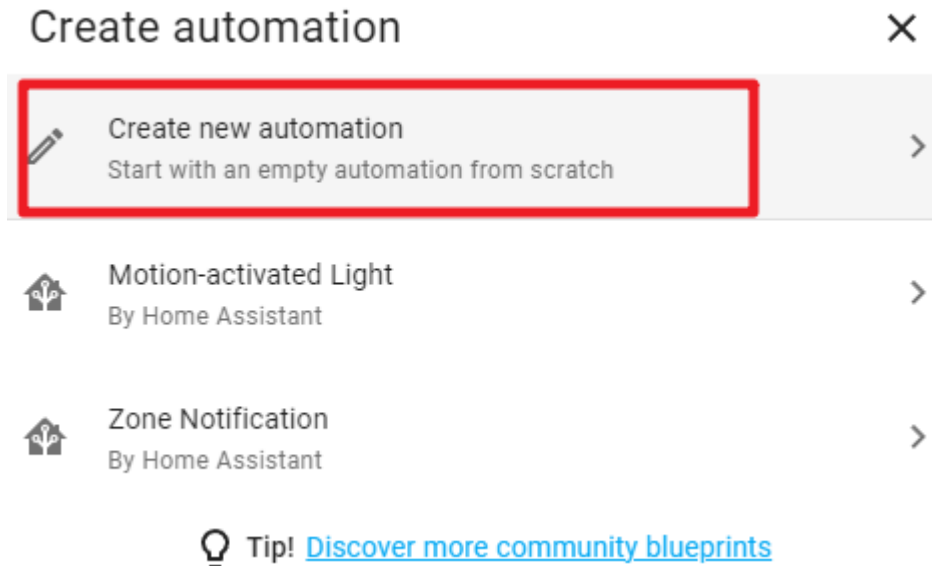 Create automation
Create new automation
Start with an empty automation from scratch
Motion-activated Light
By Home Assistant
Zone Notification
By Home Assistant
Tip! Discover more community blueprints